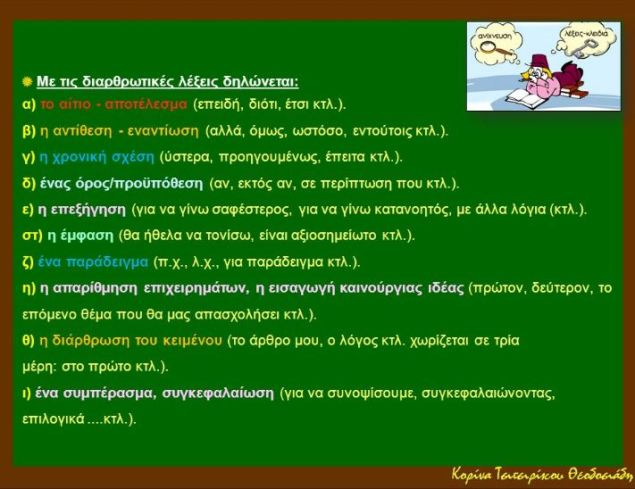 ανίχνευση
λέξεις-κλειδιά
Με τις διαρθρωτικές λέξεις δηλώνεται:
α) το αίτιο - αποτέλεσμα (επειδή, διότι, έτσι κτλ.).
β) η αντίθεση - εναντίωση (αλλά, όμως, ωστόσο, εντούτοις κτλ.).
γ) η χρονική σχέση (ύστερα, προηγουμένως, έπειτα κτλ.).
δ) ένας όρος/προϋπόθεση (αν, εκτός αν, σε περίπτωση που κτλ.).
ε) η επεξήγηση (για να γίνω σαφέστερος, για να γίνω κατανοητός, με άλλα λόγια (κτλ.).
στ) η έμφαση (θα ήθελα να τονίσω, είναι αξιοσημείωτο κτλ.).
ζ) ένα παράδειγμα (π.χ., λ.χ., για παράδειγμα κτλ.).
η) η απαρίθμηση επιχειρημάτων, η εισαγωγή καινούργιας ιδέας (πρώτον, δεύτερον, το
επόμενο θέμα που θα μας απασχολήσει κτλ.).
θ) η διάρθρωση του κειμένου (το άρθρο μου, ο λόγος κτλ. χωρίζεται σε τρία
μέρη: στο πρώτο κτλ.).
ι) ένα συμπέρασμα, συγκεφαλαίωση (για να συνοψίσουμε, συγκεφαλαιώνοντας,
επιλογικά ....κτλ.).
Κορίνα Τσιτσιρίκου Θεοδοσιάδη